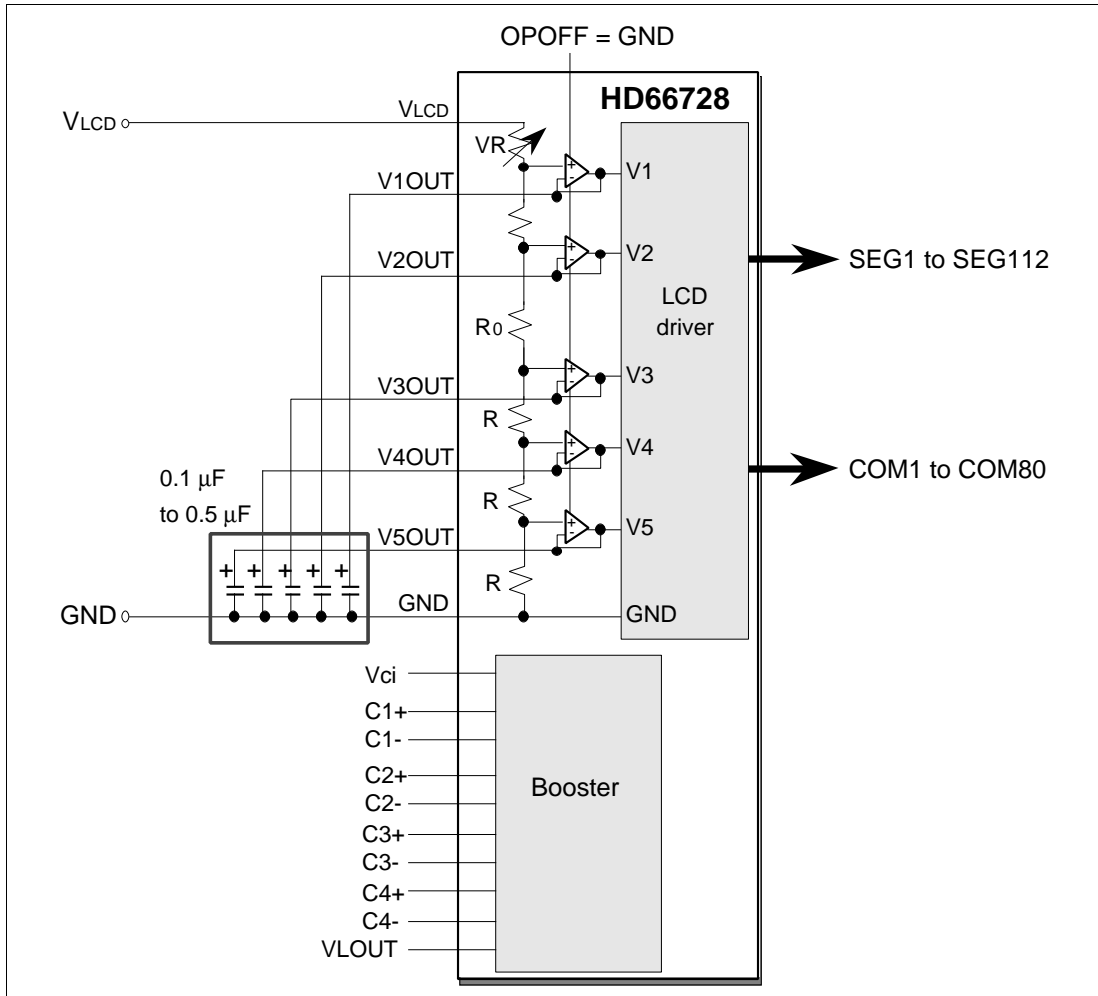 OPOFF = GND
HD66728
VLCD
VLCD
VR
V1OUT
V1
V2OUT
V2
SEG1 to SEG112
LCD
driver
R0
V3OUT
V3
R
V4OUT
V4
COM1 to COM80
0.1 µF
to 0.5 µF
R
V5OUT
V5
+ + + + +
R
GND
GND
GND
Vci
C1+
C1-
C2+
C2-
Booster
C3+
C3-
C4+
C4-
VLOUT